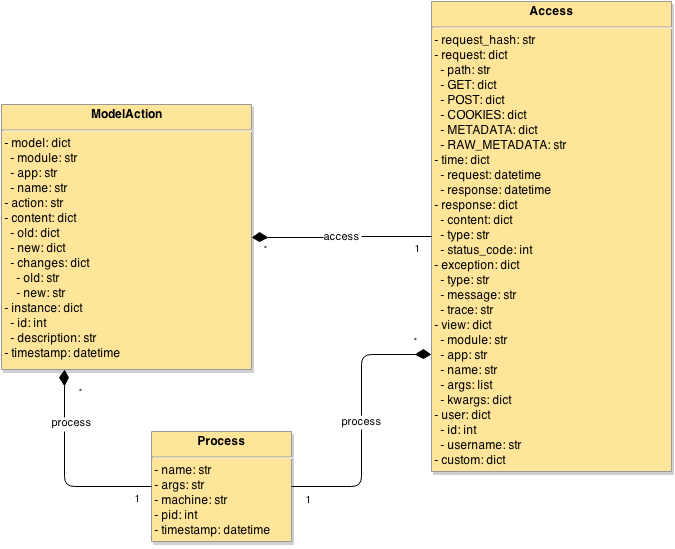 Access
- request_hash: str
- request: dict
- path: str
- GET: dict
- POST: dict
- COOKIES: dict
- METADATA: dict
- RAW_METADATA: str
- time: dict
- request: datetime
- response: datetime
- response: dict
- content: dict
- type: str
- status_code: int
- exception: dict
- type: str
- message: str
- trace: str
- view: dict
- module: str
- app: str
- name: str
- args: list
- kwargs: dict
- user: dict
- id: int
- username: str
- custom: dict
ModelAction
- model: dict
- module: str
- app: str
- name: str
- action: str
- content: dict
- old: dict
- new: dict
- changes: dict
- old: str
- new: str
- instance: dict
- id: int
- description: str
- timestamp: datetime
access
*
1
*
process
1
*
process
1
Process
- name: str
- args: str
- machine: str
- pid: int
- timestamp: datetime